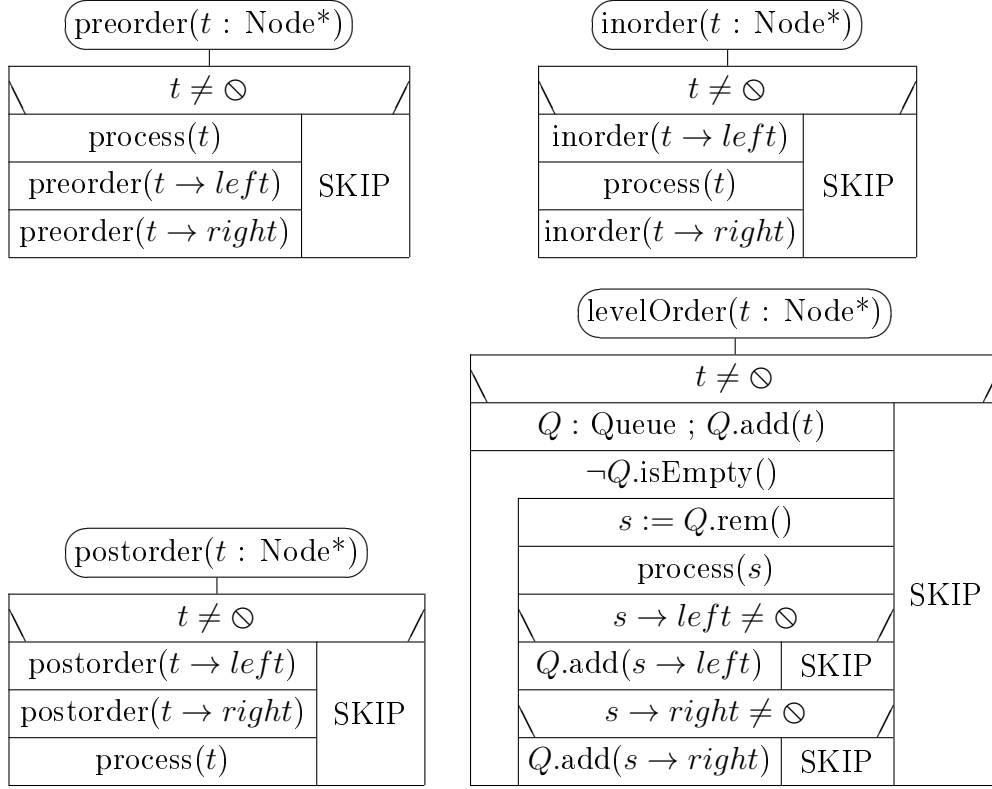 preorder(t : Node*)
t ≠ ⦸
process(t)
preorder(t → left)
preorder(t → right)
SKIP
inorder(t : Node*)
t ≠ ⦸
inorder(t → left)
process(t)
inorder(t → right)
SKIP
postorder(t : Node*)
t ≠ ⦸
postorder(t → left)
postorder(t → right)
process(t)
SKIP
levelOrder(t : Node*)
t ≠ ⦸
Q : Queue ; Q.add(t)
¬Q.isEmpty()
s := Q.rem()
process(s)
s → left ≠ ⦸
Q.add(s → left)
SKIP
s → right ≠ ⦸
Q.add(s → right)
SKIP
SKIP